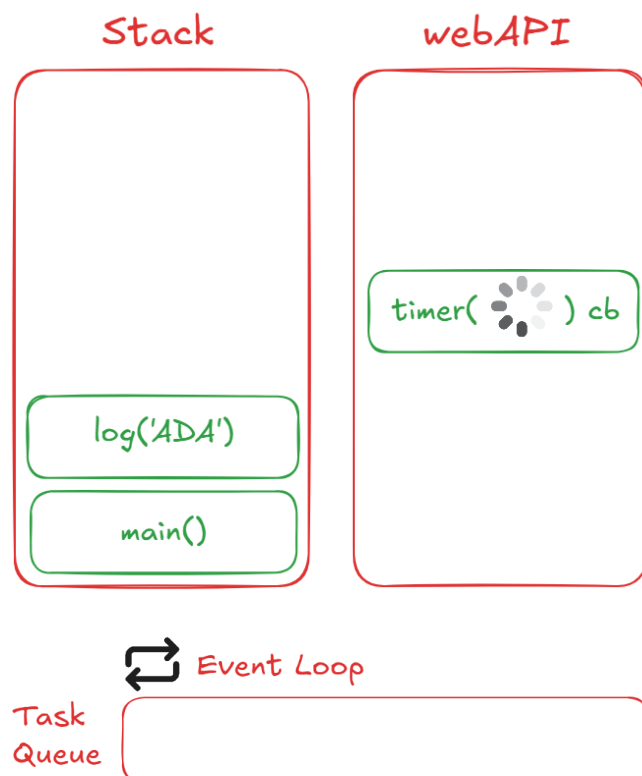 Stack
webAPI
timer( ) cb
log('ADA')
main()
Event Loop
Task
Queue